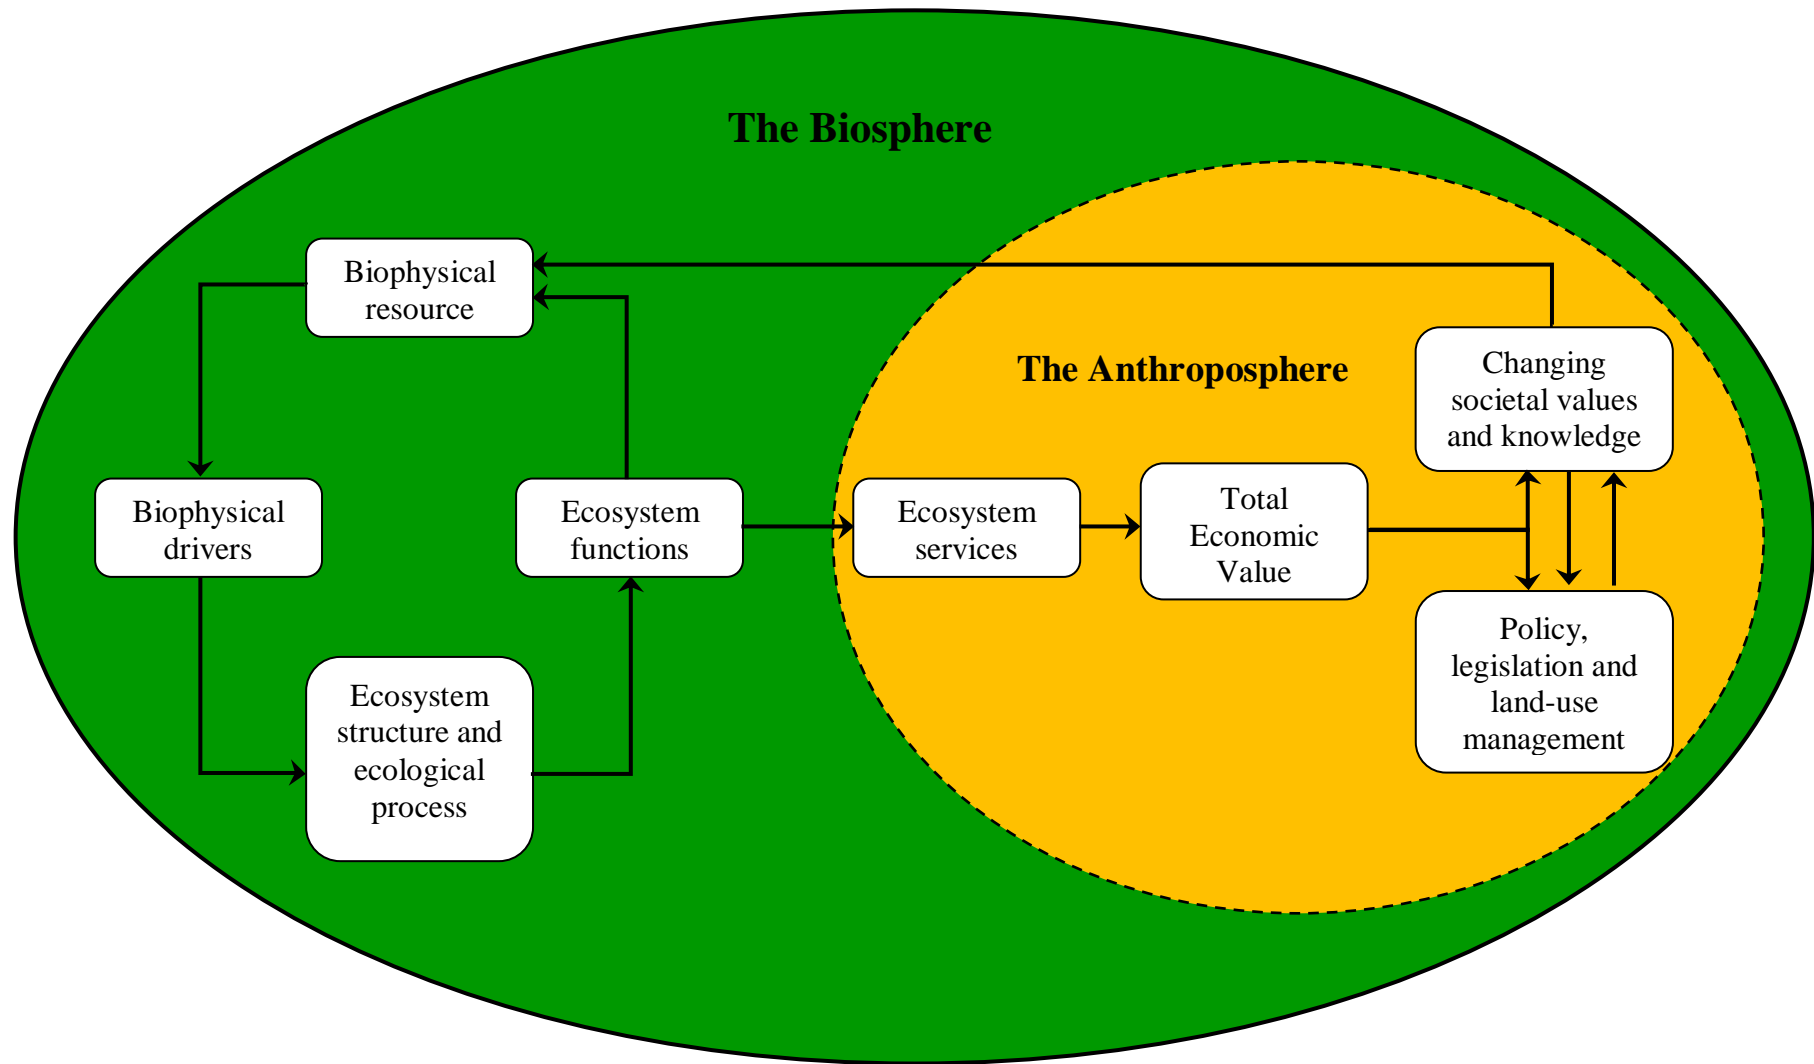 The Biosphere
Biophysical
resource
The Anthroposphere
Changing
societal values
and knowledge
Biophysical
drivers
Ecosystem
functions
Ecosystem
services
Total
Economic
Value
Policy,
legislation and
land-use
management
Ecosystem
structure and
ecological
process